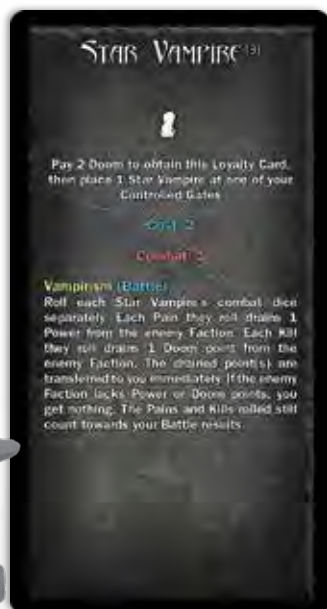 STAR VAMPIRE (3)
Pay 2 Doom to obtain this Loyalty Card,
then place 1 Star Vampire at one of your
Controlled Gates
Cost 2
Combat
Vampirism (Battle)
Roll each Star Vampire's combat dice
separately. Each Pain they roll drains 1
Power from the enemy Faction. Each Kill
they roll drains 1 Doom point from the
enemy Faction. The drained point(s) are
transferred to you immediately. If the enemy
Faction lacks Power or Doom points, you
get nothing. The Pains and Kills rolled still
count towards your Battle results.